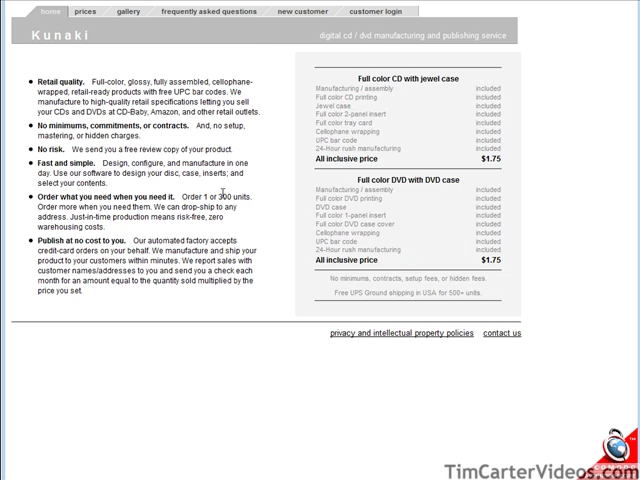 home prices gallery frequently asked questions new customer customer login
Kunaki digital cd / dvd manufacturing and publishing service
Retail quality. Full-color, glossy, fully assembled, cellophane-
wrapped, retail-ready products with free UPC bar codes. We
manufacture to high-quality retail specifications letting you sell
your CDs and DVDs at CD-Baby, Amazon, and other retail outlets.
No minimums, commitments, or contracts. And, no setup,
mastering, or hidden charges.
No risk. We send you a free review copy of your product.
Fast and simple. Design, configure, and manufacture in one
day. Use our software to design your disc, case, inserts; and
select your contents.
Order what you need when you need it. Order 1 or 300 units.
Order more when you need them. We can drop-ship to any
address. Just-in-time production means risk-free, zero
warehousing costs.
Publish at no cost to you. Our automated factory accepts
credit-card orders on your behalf. We manufacture and ship your
product to your customers within minutes. We report sales with
customer names/addresses to you and send you a check each
month for an amount equal to the quantity sold multiplied by the
price you set.
Full color CD with jewel case
Manufacturing / assembly included
Full color CD printing included
Jewel case included
Full color 2-panel insert included
Full color tray card included
Cellophane wrapping included
UPC bar code included
24-Hour rush manufacturing included
All inclusive price $1.75
Full color DVD with DVD case
Manufacturing / assembly included
Full color DVD printing included
DVD case included
Full color 1-panel insert included
Full color DVD case cover included
Cellophane wrapping included
UPC bar code included
24-Hour rush manufacturing included
All inclusive price $1.75
No minimums, contracts, setup fees, or hidden fees.
Free UPS Ground shipping in USA for 500+ units.
privacy and intellectual property policies contact us
TimCarterVideos.com